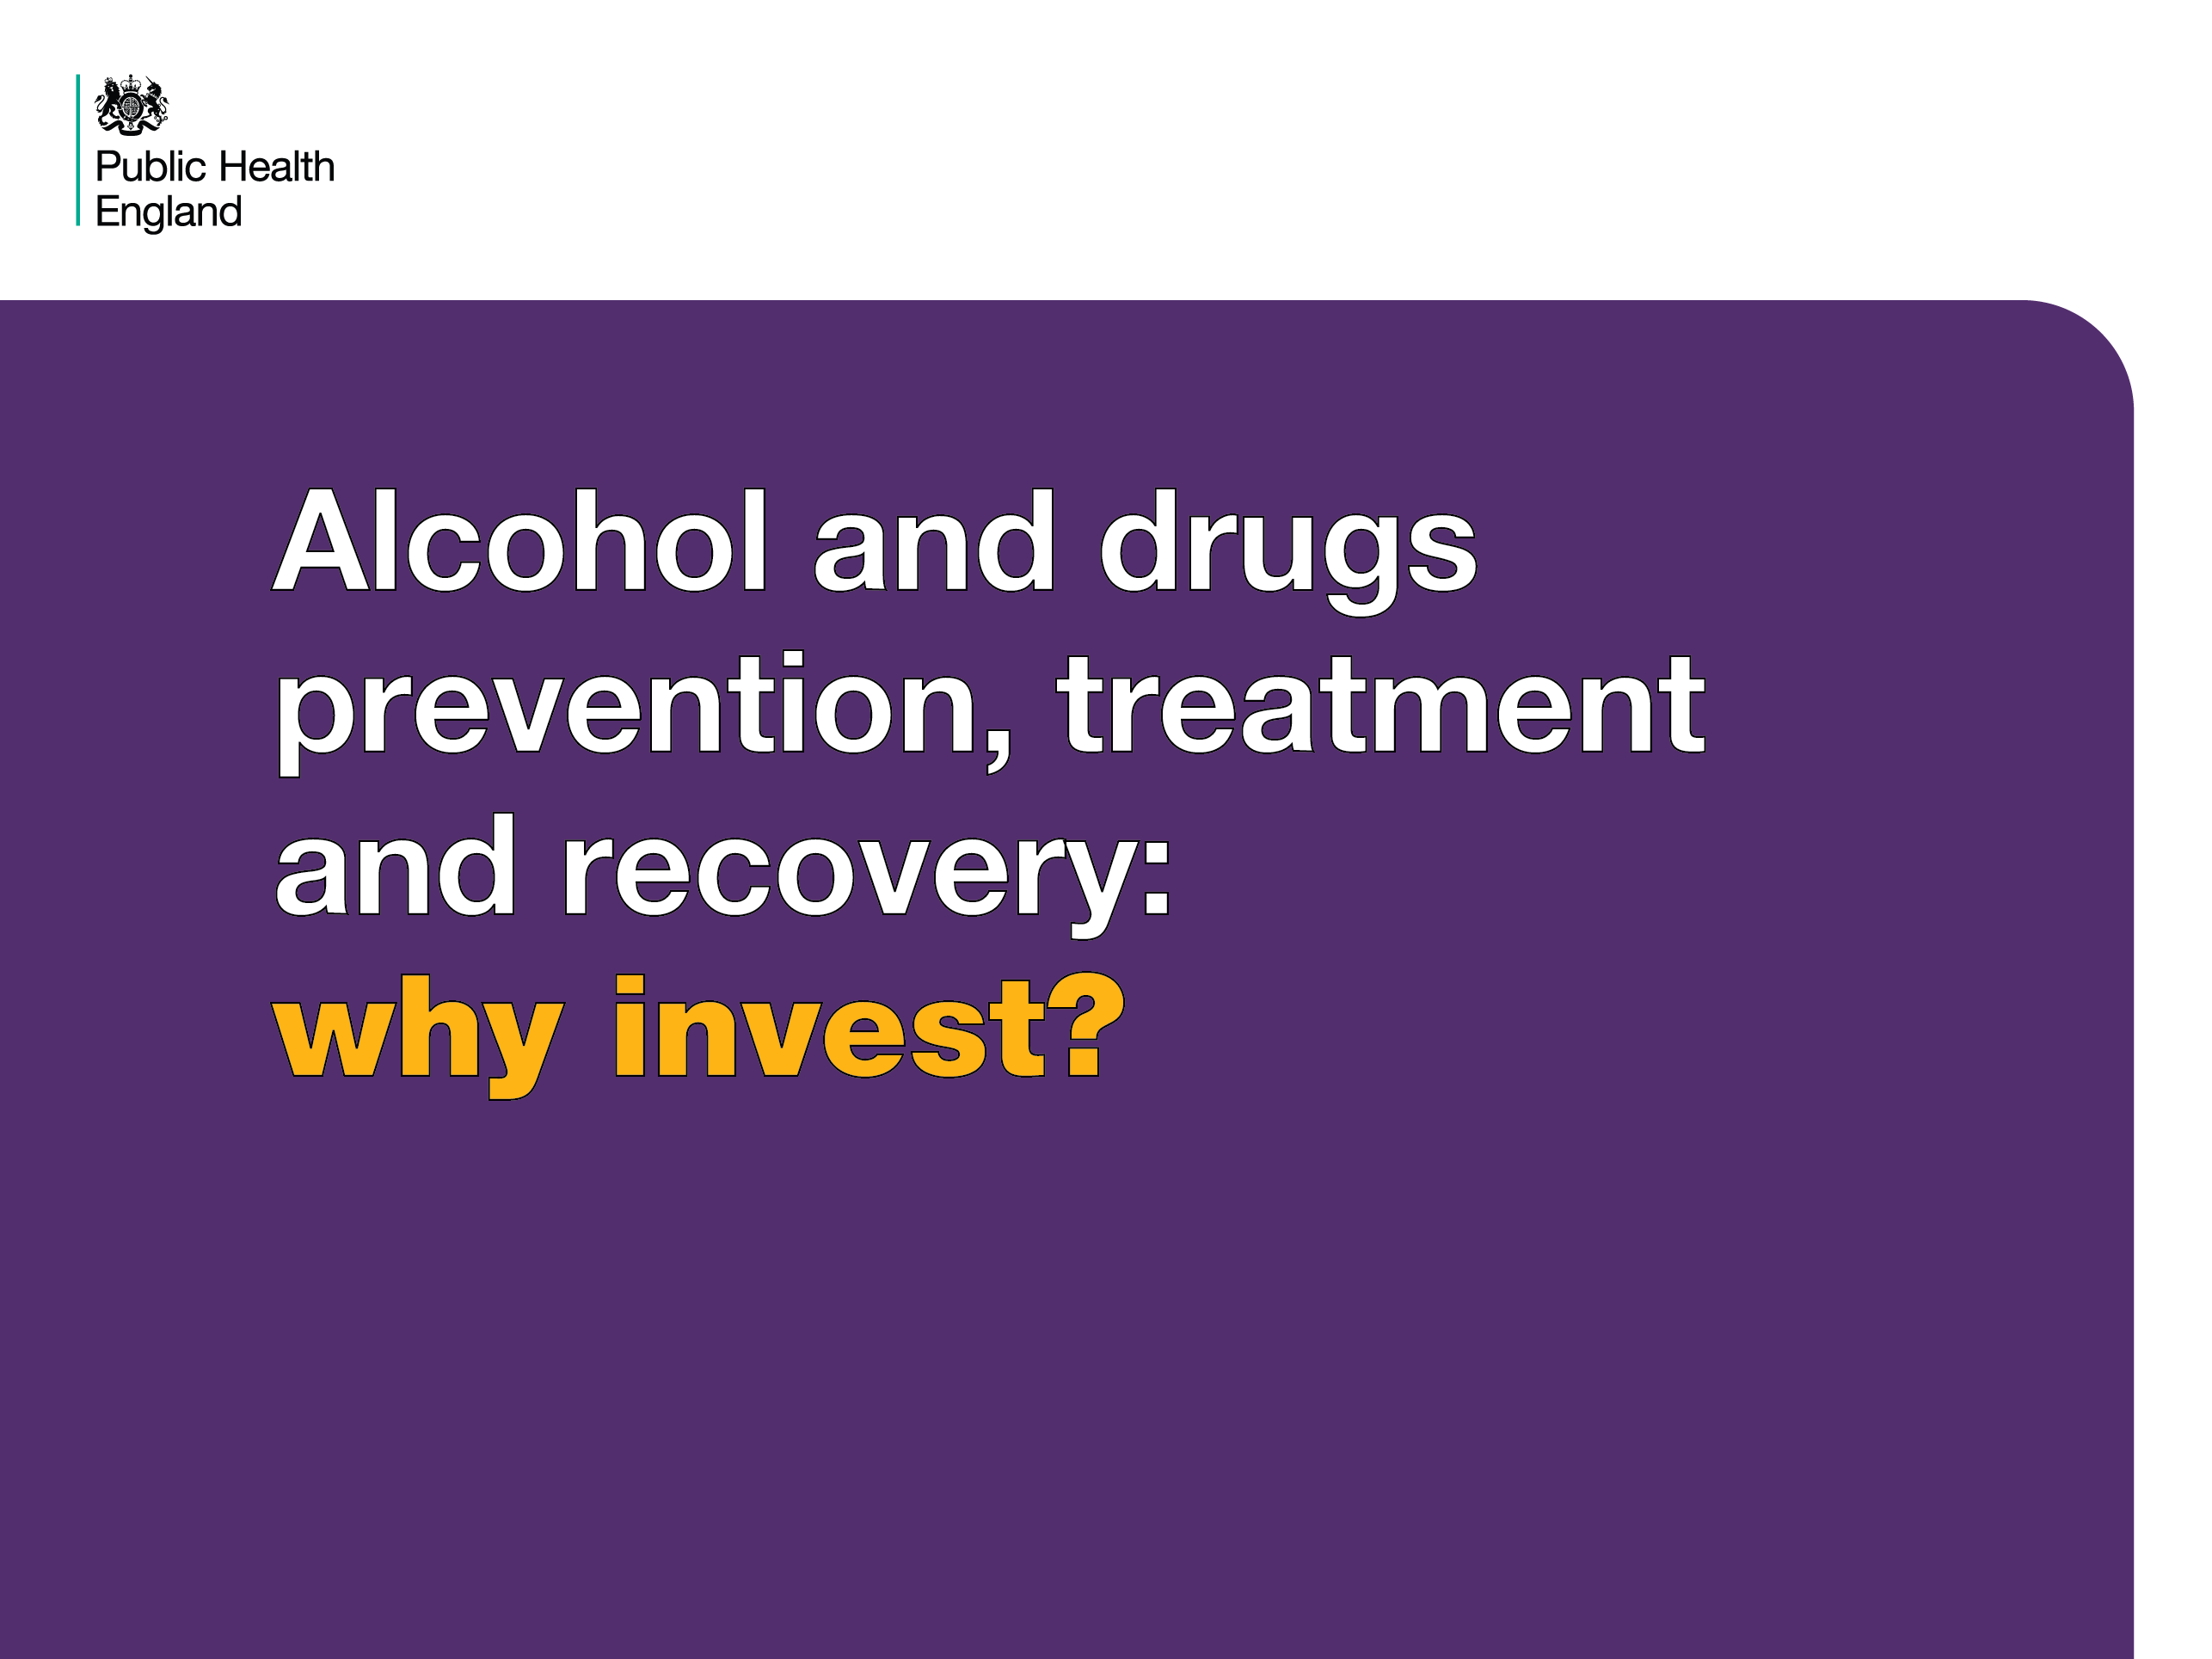 Public Health
England
Alcohol and drugs
prevention, treatment
and recovery:
why invest?